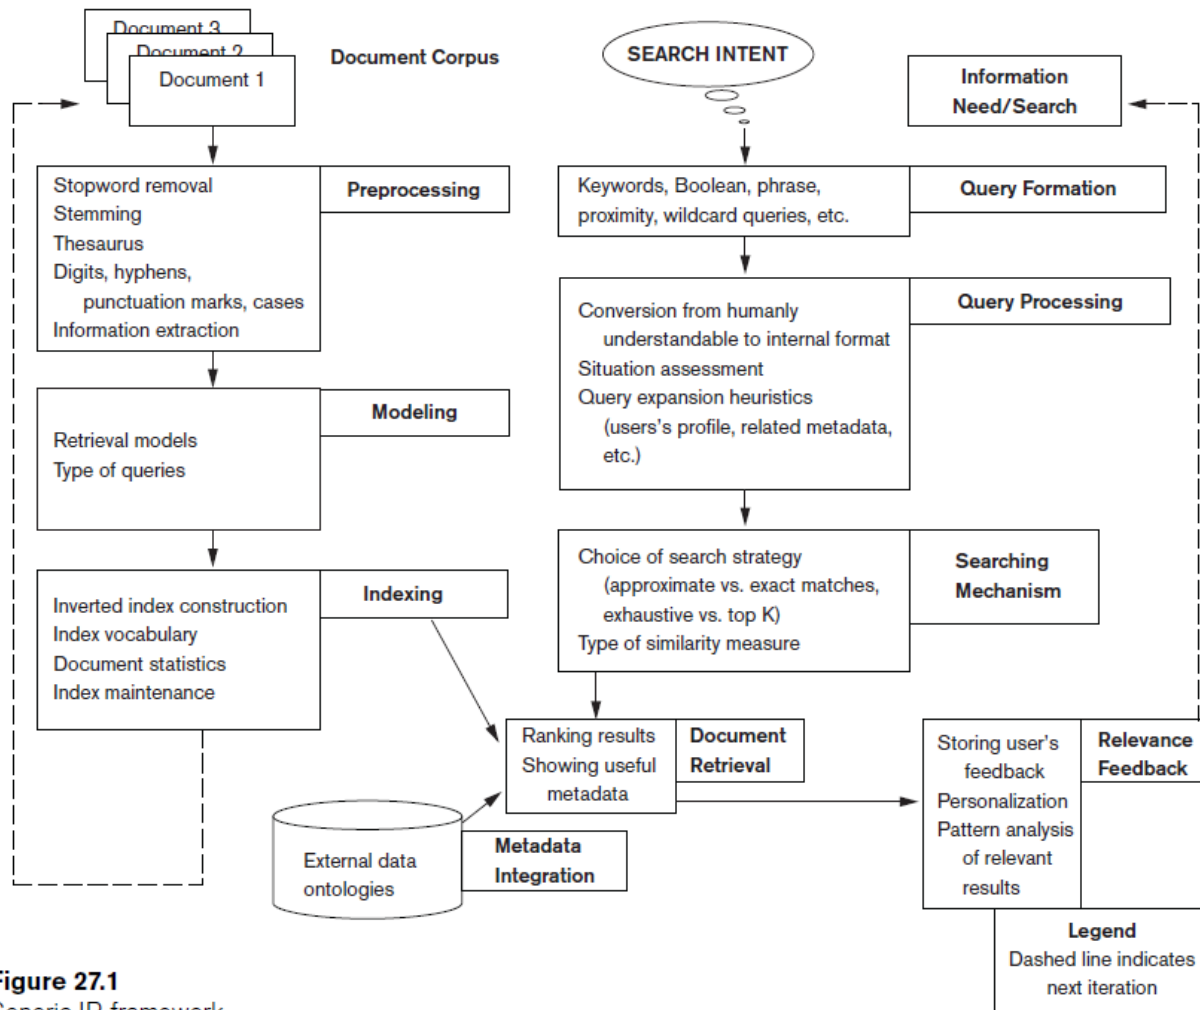 Document 3
Document 2
Document 1
Document Corpus
SEARCH INTENT
Information
Need/Search
Stopword removal
Stemming
Thesaurus
Digits, hyphens,
punctuation marks, cases
Information extraction
Preprocessing
Keywords, Boolean, phrase,
proximity, wildcard queries, etc.
Query Formation
Conversion from humanly
understandable to internal format
Situation assessment
Query expansion heuristics
(users's profile, related metadata,
etc.)
Query Processing
Retrieval models
Type of queries
Modeling
Choice of search strategy
(approximate vs. exact matches,
exhaustive vs. top K)
Type of similarity measure
Searching
Mechanism
Inverted index construction
Index vocabulary
Document statistics
Index maintenance
Indexing
Ranking results
Showing useful
metadata
Document
Retrieval
Storing user's
feedback
Personalization
Pattern analysis
of relevant
results
Relevance
Feedback
External data
ontologies
Metadata
Integration
Legend
Dashed line indicates
next iteration
Figure 27.1
Generic IR framework